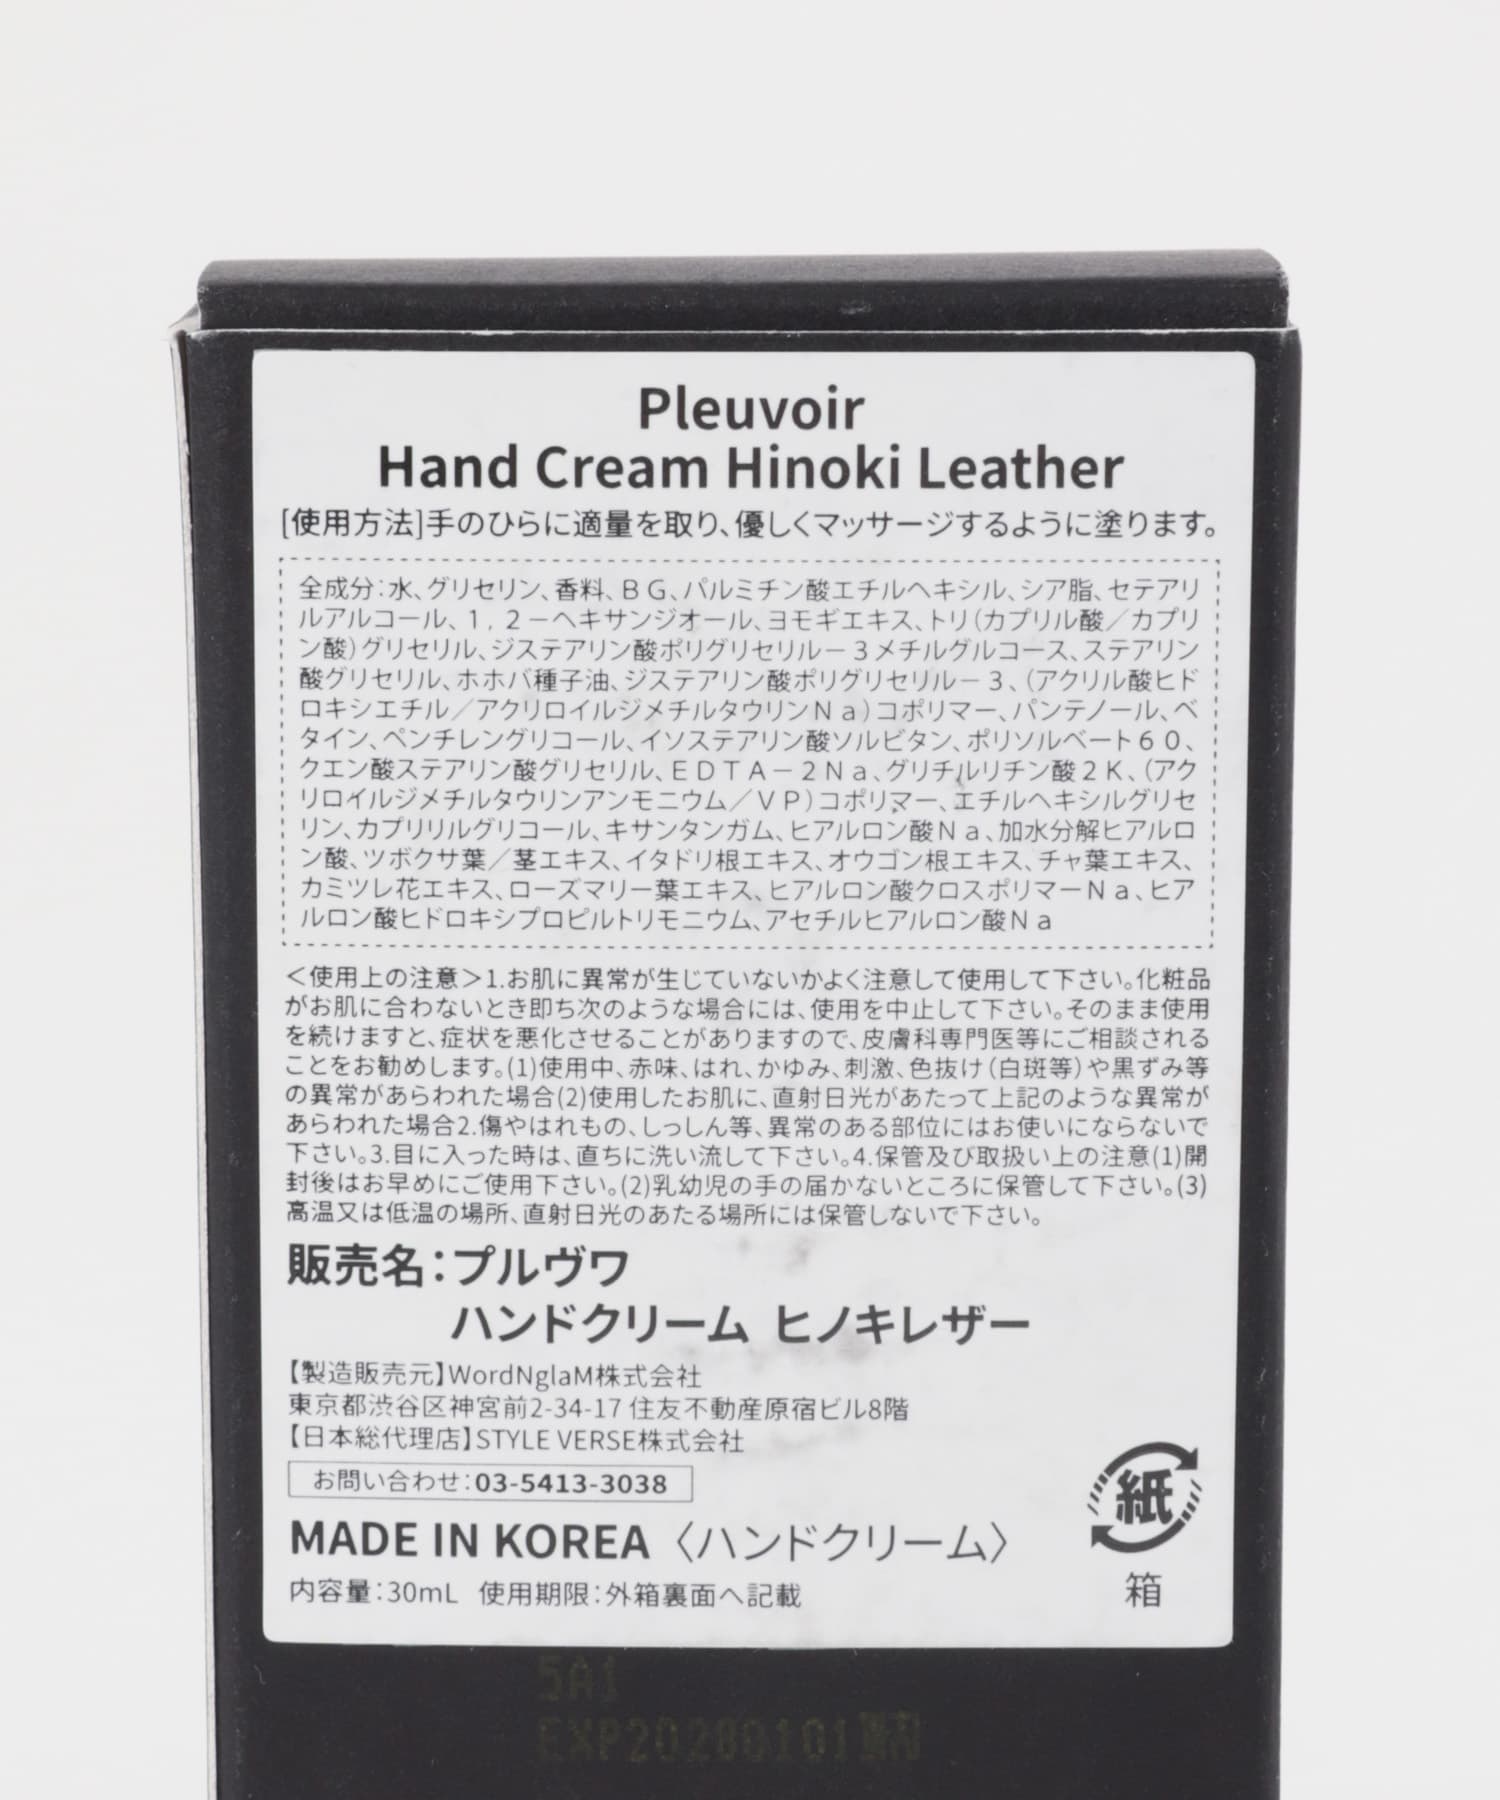 Pleuvoir
Hand Cream Hinoki Leather
[使用方法]手のひらに適量を取り、優しくマッサージするように塗ります。
全成分：水、グリセリン、香料、ＢＧ、パルミチン酸エチルヘキシル、シア脂、セテアリ
ルアルコール、１，２－ヘキサンジオール、ヨモギエキス、トリ（カプリル酸／カプリ
ン酸）グリセリル、ジステアリン酸ポリグリセリル－３メチルグルコース、ステアリン
酸グリセリル、ホホバ種子油、ジステアリン酸ポリグリセリル－３、（アクリル酸ヒド
ロキシエチル／アクリロイルジメチルタウリンＮａ）コポリマー、パンテノール、ベ
タイン、ペンチレングリコール、イソステアリン酸ソルビタン、ポリソルベート６０、
クエン酸ステアリン酸グリセリル、ＥＤＴＡ－２Ｎａ、グリチルリチン酸２Ｋ、（アク
リロイルジメチルタウリンアンモニウム／ＶＰ）コポリマー、エチルヘキシルグリセ
リン、カプリリルグリコール、キサンタンガム、ヒアルロン酸Ｎａ、加水分解ヒアルロ
ン酸、ツボクサ葉／茎エキス、イタドリ根エキス、オウゴン根エキス、チャ葉エキス、
カミツレ花エキス、ローズマリー葉エキス、ヒアルロン酸クロスポリマーＮａ、ヒア
ルロン酸ヒドロキシプロピルトリモニウム、アセチルヒアルロン酸Ｎａ
＜使用上の注意＞1.お肌に異常が生じていないかよく注意して使用して下さい。化粧品
がお肌に合わないとき即ち次のような場合には、使用を中止して下さい。そのまま使用
を続けますと、症状を悪化させることがありますので、皮膚科専門医等にご相談される
ことをお勧めします。(1)使用中、赤味、はれ、かゆみ、刺激、色抜け（白斑等）や黒ずみ等
の異常があらわれた場合(2)使用したお肌に、直射日光があたって上記のような異常が
あらわれた場合2.傷やはれもの、しっしん等、異常のある部位にはお使いにならないで
下さい。3.目に入った時は、直ちに洗い流して下さい。4.保管及び取扱い上の注意(1)開
封後はお早めにご使用下さい。(2)乳幼児の手の届かないところに保管して下さい。(3)
高温又は低温の場所、直射日光のあたる場所には保管しないで下さい。
販売名：プルヴワ
ハンドクリーム ヒノキレザー
【製造販売元】WordNglaM株式会社
東京都渋谷区神宮前2-34-17 住友不動産原宿ビル8階
【日本総代理店】STYLE VERSE株式会社
お問い合わせ：03-5413-3038
MADE IN KOREA〈ハンドクリーム〉
内容量：30mL 使用期限：外箱裏面へ記載
紙
箱
5A1
EXP20280101